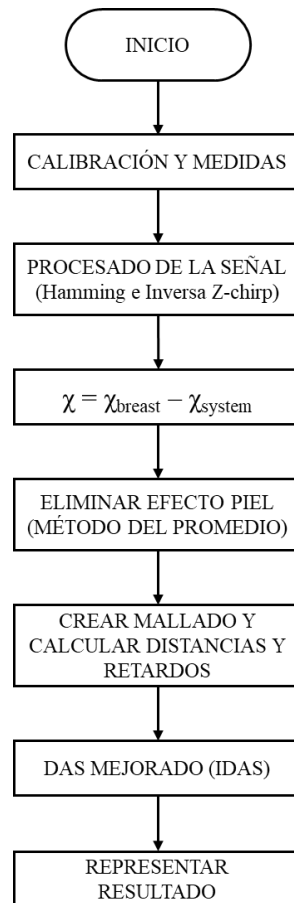 INICIO
CALIBRACIÓN Y MEDIDAS
PROCESADO DE LA SEÑAL
(Hamming e Inversa Z-chirp)
χ = χbreast − χsystem
ELIMINAR EFECTO PIEL
(MÉTODO DEL PROMEDIO)
CREAR MALLADO Y
CALCULAR DISTANCIAS Y
RETARDOS
DAS MEJORADO (IDAS)
REPRESENTAR
RESULTADO